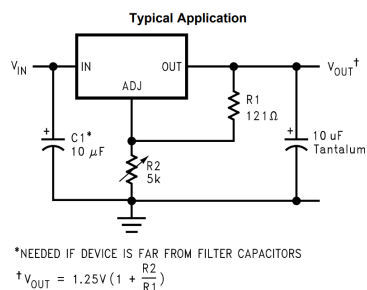 Typical Application
V_IN IN OUT V_OUT†
ADJ
R1
121Ω
C1*
10 μF
+
R2
5k
+
10 uF
Tantalum
*NEEDED IF DEVICE IS FAR FROM FILTER CAPACITORS
†V_OUT = 1.25V (1 + R2/R1)